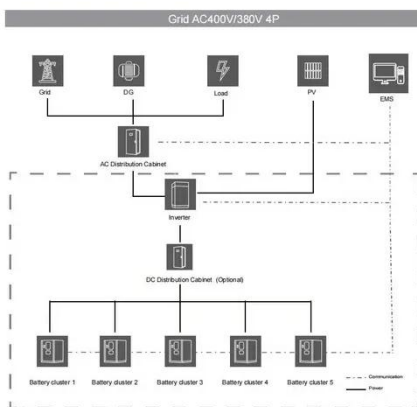 Grid AC400V/380V 4P
Grid
DG
Load
PV
EMS
AC Distribution Cabinet
Inverter
DC Distribution Cabinet (Optional)
Battery cluster 1
Battery cluster 2
Battery cluster 3
Battery cluster 4
Battery cluster 5
Communication
Power